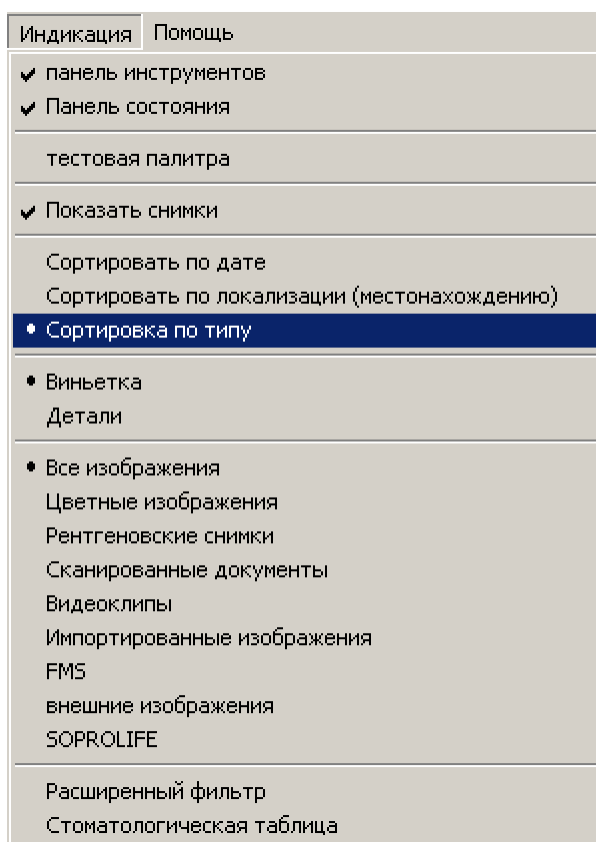 Индикация Помощь
панель инструментов
Панель состояния
тестовая палитра
Показать снимки
Сортировать по дате
Сортировать по локализации (местонахождению)
Сортировка по типу
Виньетка
Детали
Все изображения
Цветные изображения
Рентгеновские снимки
Сканированные документы
Видеоклипы
Импортированные изображения
FMS
внешние изображения
SOPROLIFE
Расширенный фильтр
Стоматологическая таблица